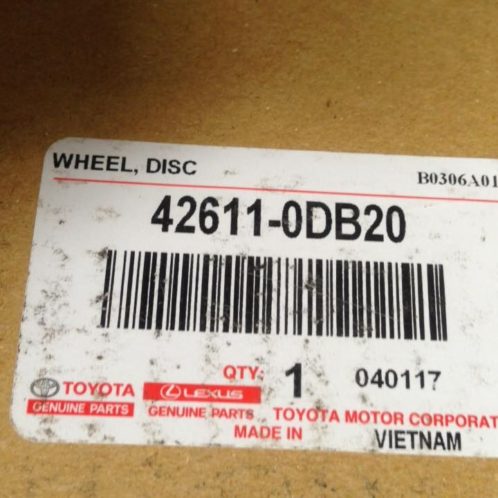 WHEEL, DISC
B0306A01
42611-0DB20
QTY. 1 040117
TOYOTA LEXUS
GENUINE PARTS GENUINE PARTS TOYOTA MOTOR CORPORAT
MADE IN VIETNAM